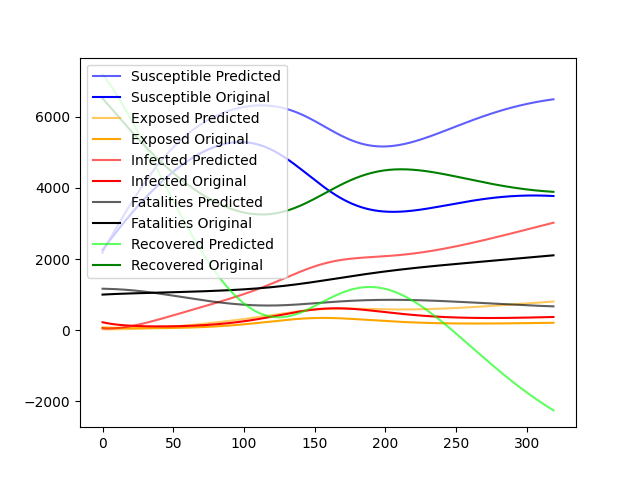 Susceptible Predicted
Susceptible Original
Exposed Predicted
Exposed Original
Infected Predicted
Infected Original
Fatalities Predicted
Fatalities Original
Recovered Predicted
Recovered Original
6000
4000
2000
0
−2000
0 50 100 150 200 250 300